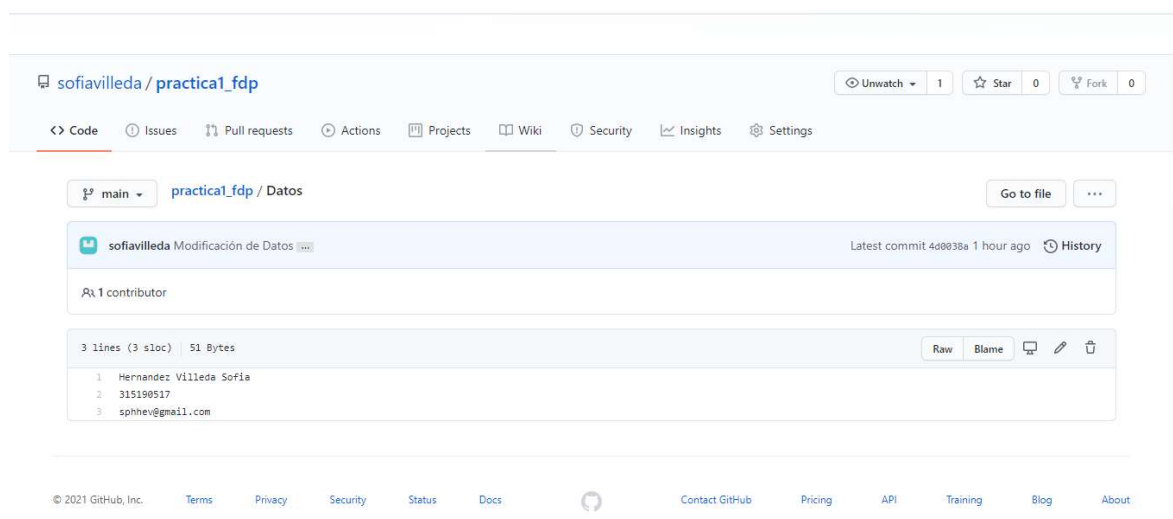 sofiavilleda / practica1_fdp
Unwatch 1 Star 0 Fork 0
<> Code Issues Pull requests Actions Projects Wiki Security Insights Settings
main practica1_fdp / Datos Go to file ...
sofiavilleda Modificación de Datos ... Latest commit 4d0038a 1 hour ago History
1 contributor
3 lines (3 sloc) 51 Bytes Raw Blame
1 Hernandez Villeda Sofia
2 315190517
3 sphhev@gmail.com
© 2021 GitHub, Inc. Terms Privacy Security Status Docs Contact GitHub Pricing API Training Blog About